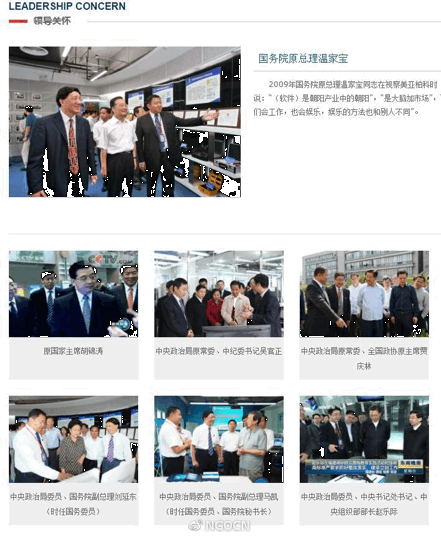 LEADERSHIP CONCERN
领导关怀
国务院原总理温家宝
2009年国务院原总理温家宝同志在视察美亚柏科时
说：“（软件）是朝阳产业中的朝阳”，“是大脑加市场”，“
们会工作，也会娱乐，娱乐的方法也和别人不同”。
CCTV.com
原国家主席胡锦涛
中央政治局原常委、中纪委书记吴官正
中央政治局原常委、全国政协原主席贾
庆林
中央政治局委员、国务院副总理刘延东
（时任国务委员）
中央政治局委员、国务院副总理马凯
（时任国务委员、国务院秘书长）
中央政治局委员、中央书记处书记、中
央组织部部长赵乐际
@NGOCN